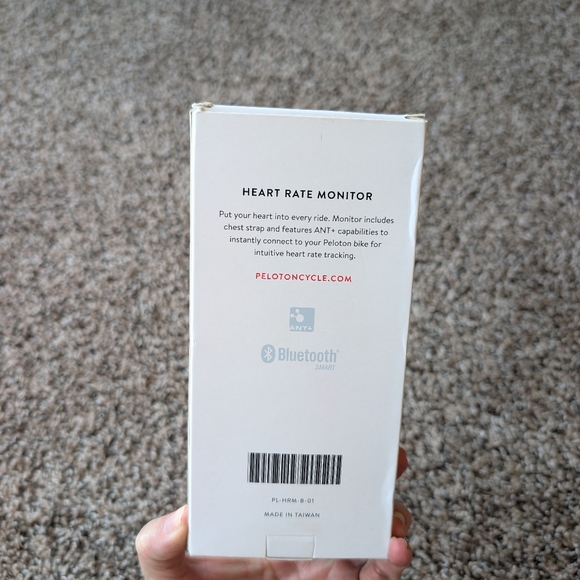 HEART RATE MONITOR
Put your heart into every ride. Monitor includes
chest strap and features ANT+ capabilities to
instantly connect to your Peloton bike for
intuitive heart rate tracking.
PELOTONCYCLE.COM
ANT+
Bluetooth®
SMART
PL-HRM-B-01
MADE IN TAIWAN